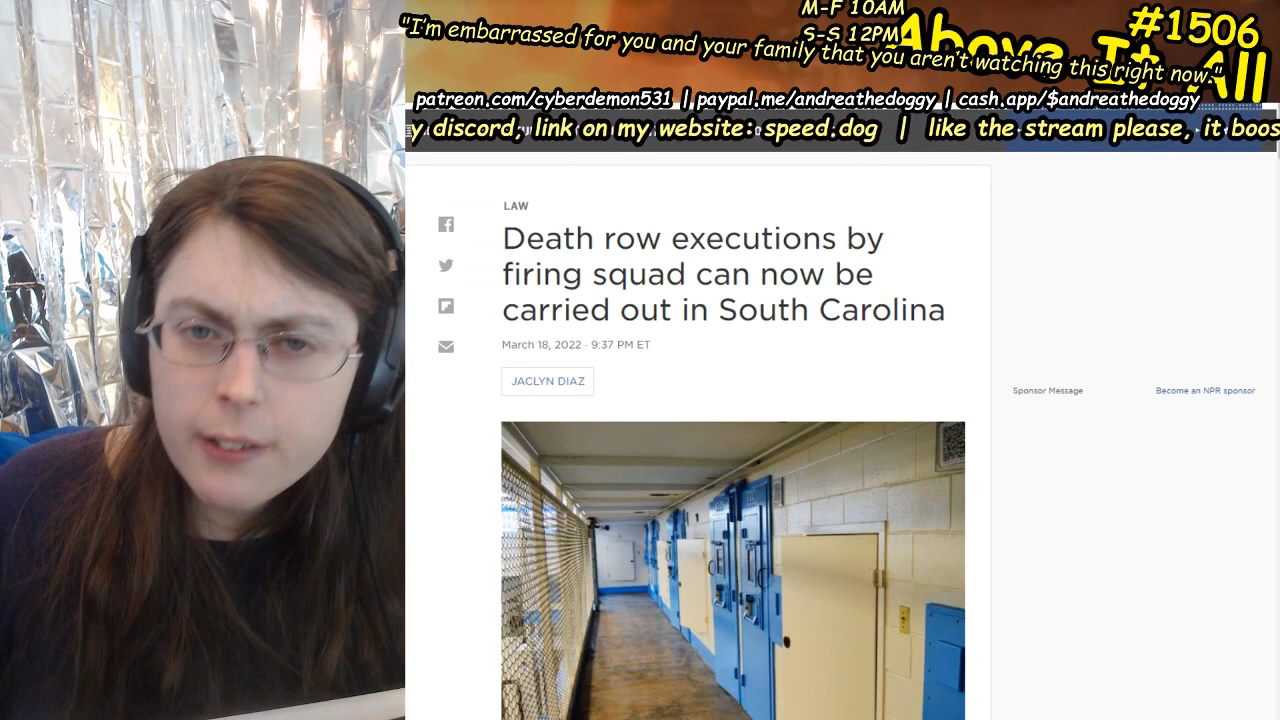 M-F 10AM
S-S 12PM
#1506
Above It All
"I'm embarrassed for you and your family that you aren't watching this right now."
patreon.com/cyberdemon531 | paypal.me/andreathedoggy | cash.app/$andreathedoggy
y discord, link on my website: speed.dog | like the stream please, it boos
LAW
Death row executions by
firing squad can now be
carried out in South Carolina
March 18, 2022 · 9:37 PM ET
JACLYN DIAZ
Sponsor Message
Become an NPR sponsor